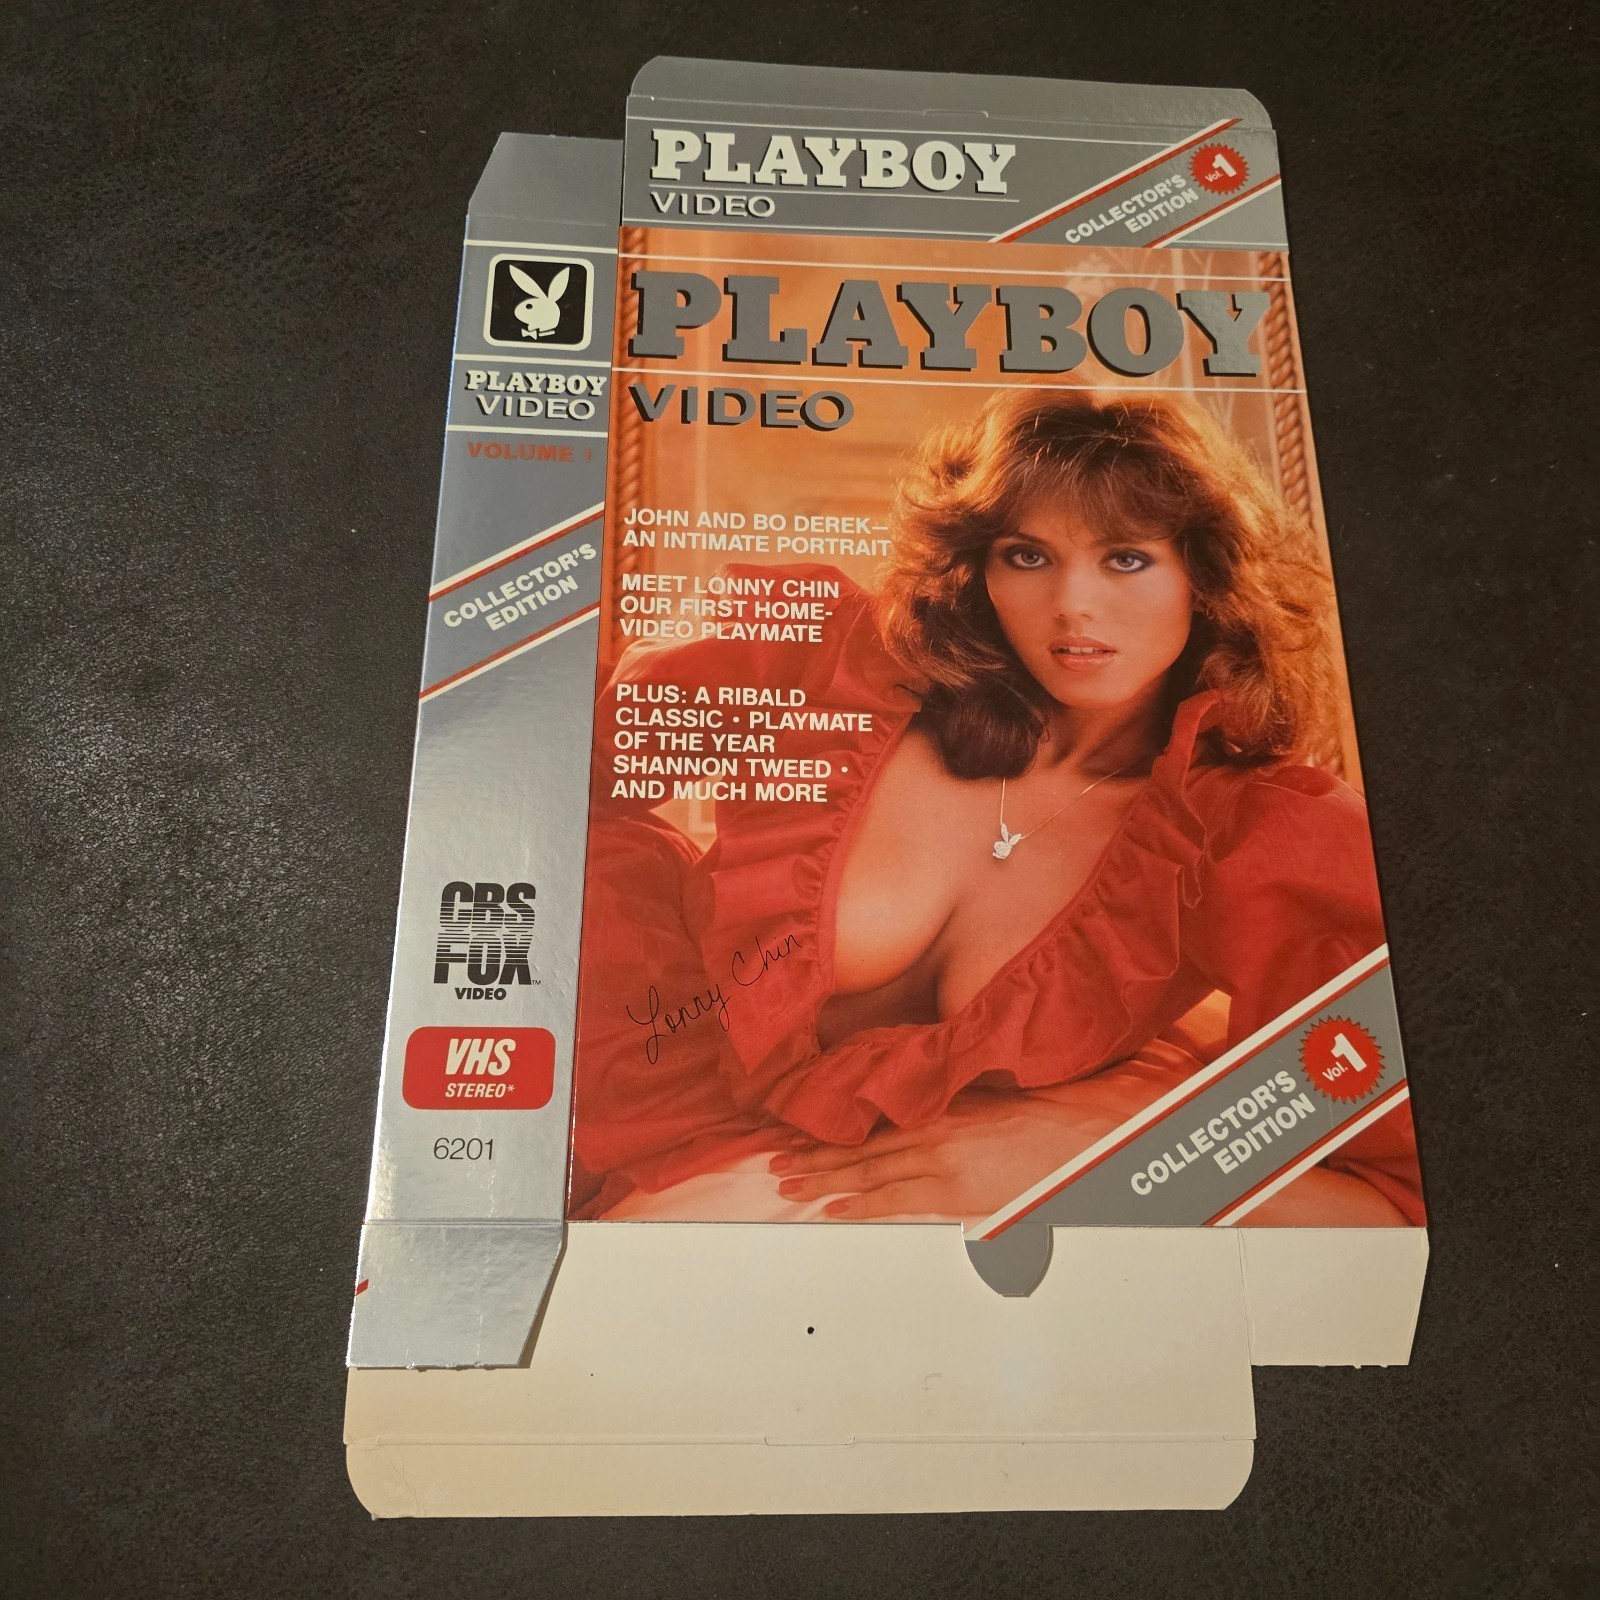 PLAYBOY
VIDEO
COLLECTOR'S
EDITION
Vol. 1
PLAYBOY
VIDEO
VOLUME 1
COLLECTOR'S
EDITION
CBS
FOX
VIDEO
TM
VHS
STEREO*
6201
PLAYBOY
VIDEO
JOHN AND BO DEREK—
AN INTIMATE PORTRAIT
MEET LONNY CHIN
OUR FIRST HOME-
VIDEO PLAYMATE
PLUS: A RIBALD
CLASSIC • PLAYMATE
OF THE YEAR
SHANNON TWEED •
AND MUCH MORE
Lonny Chin
COLLECTOR'S
EDITION
Vol. 1